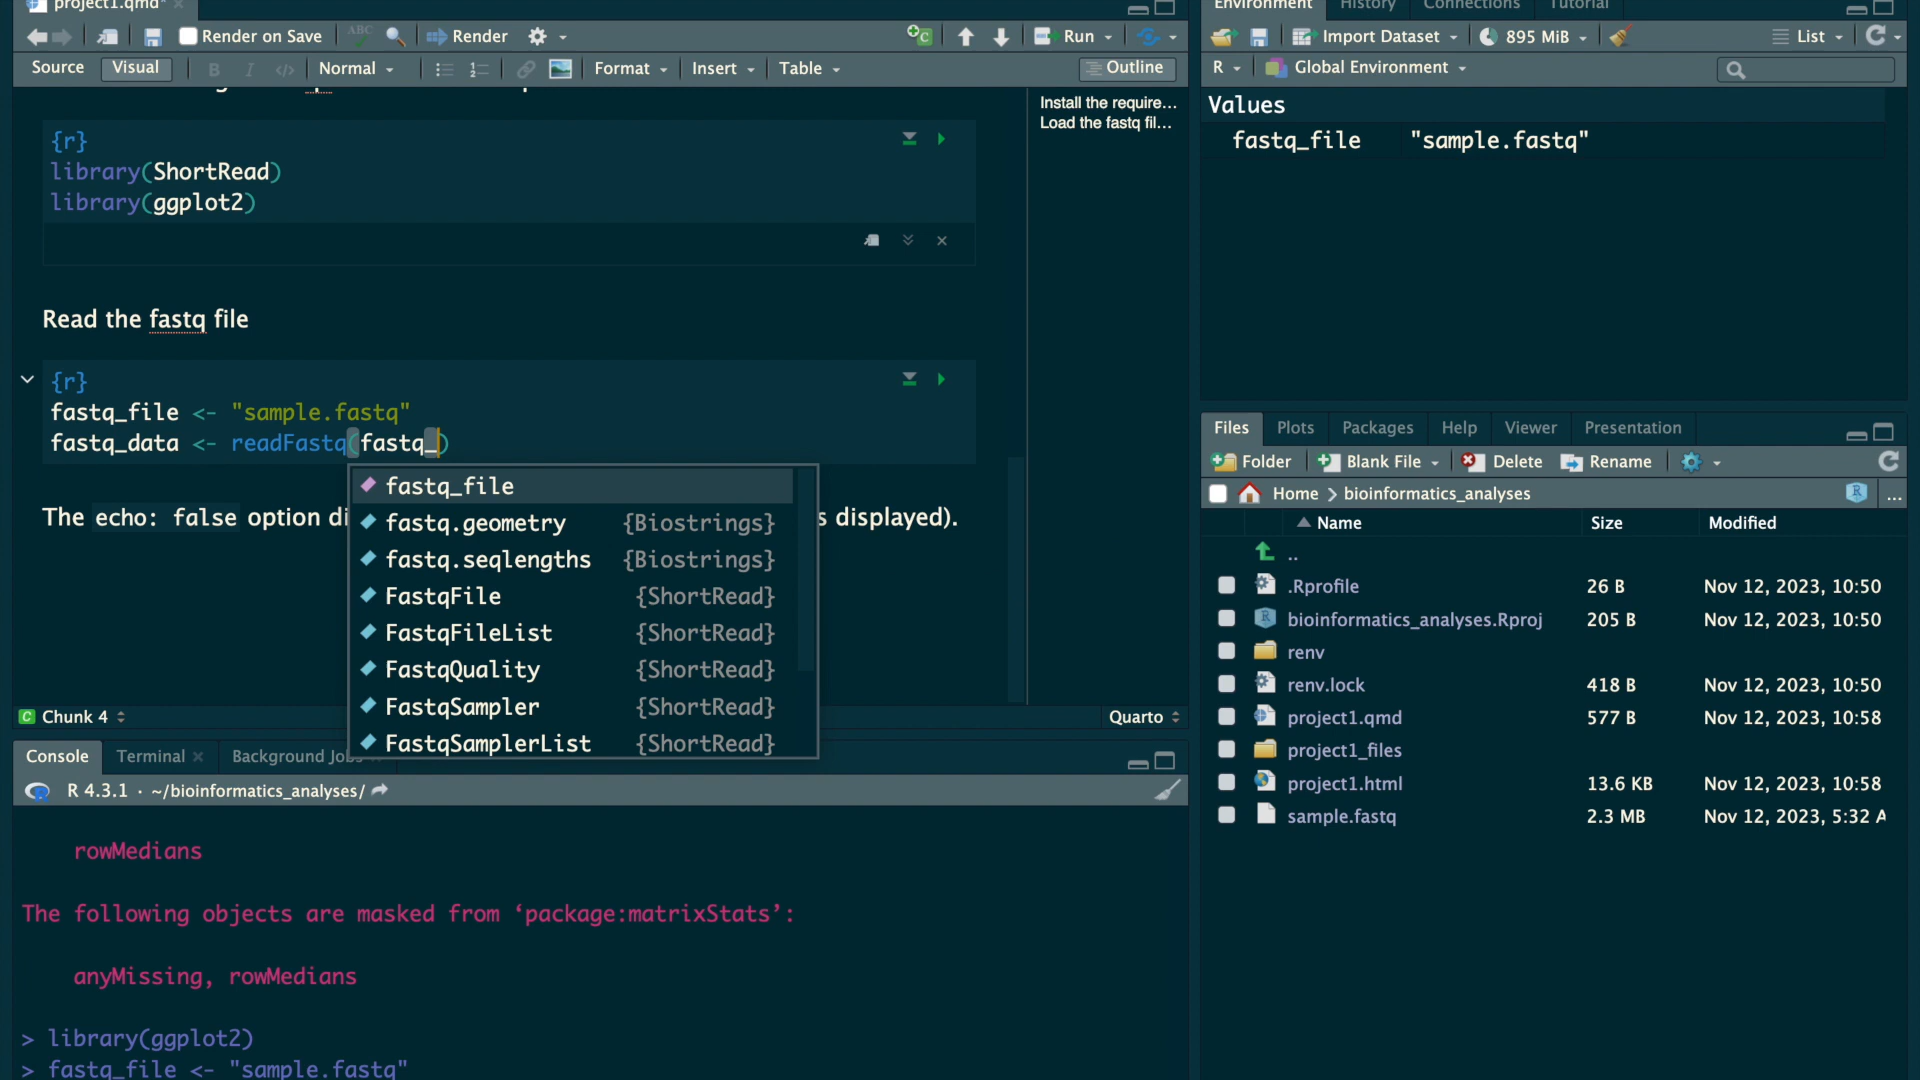 project1.qmd*
Render on Save
ABC
Render
Run
Source
Visual
B
I
Normal
Format
Insert
Table
Outline
{r}
library(ShortRead)
library(ggplot2)
Read the fastq file
{r}
fastq_file <- "sample.fastq"
fastq_data <- readFastq(fastq_)
fastq_file
fastq.geometry {Biostrings}
fastq.seqlengths {Biostrings}
FastqFile {ShortRead}
FastqFileList {ShortRead}
FastqQuality {ShortRead}
FastqSampler {ShortRead}
FastqSamplerList {ShortRead}
The echo: false option di
s displayed).
Install the require...
Load the fastq fil...
C Chunk 4
Quarto
Console
Terminal
Background Jobs
R 4.3.1 · ~/bioinformatics_analyses/
rowMedians
The following objects are masked from ‘package:matrixStats’:
anyMissing, rowMedians
> library(ggplot2)
> fastq_file <- "sample.fastq"
Environment
History
Connections
Tutorial
Import Dataset
895 MiB
List
R
Global Environment
Values
fastq_file "sample.fastq"
Files
Plots
Packages
Help
Viewer
Presentation
Folder
Blank File
Delete
Rename
Home
bioinformatics_analyses
R
...
Name
Size
Modified
..
.Rprofile 26 B Nov 12, 2023, 10:50
bioinformatics_analyses.Rproj 205 B Nov 12, 2023, 10:50
renv
renv.lock 418 B Nov 12, 2023, 10:50
project1.qmd 577 B Nov 12, 2023, 10:58
project1_files
project1.html 13.6 KB Nov 12, 2023, 10:58
sample.fastq 2.3 MB Nov 12, 2023, 5:32 A